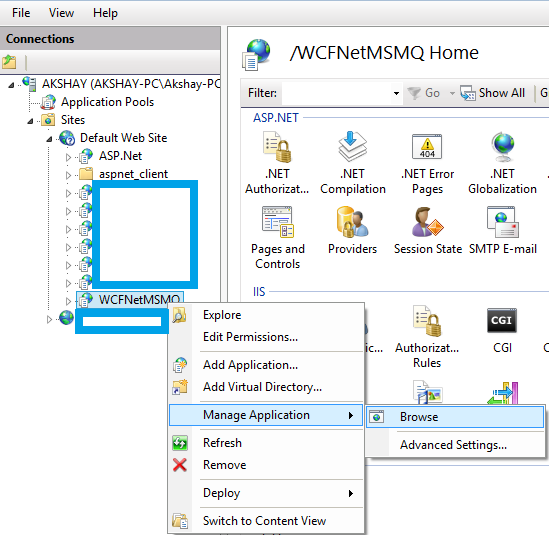 File View Help
Connections
/WCFNetMSMQ Home
Filter: Go Show All
AKSHAY (AKSHAY-PC\Akshay-PC
Application Pools
Sites
Default Web Site
ASP.Net
aspnet_client
WCFNetMSMQ
ASP.NET
.NET Authorizat...
.NET Compilation
.NET Error Pages
.NET Globalization
Pages and Controls
Providers
Session State
SMTP E-mail
IIS
ic...
Authorizat... Rules
CGI
Explore
Edit Permissions...
Add Application...
Add Virtual Directory...
Manage Application
Refresh
Remove
Deploy
Switch to Content View
Browse
Advanced Settings...
404
CGI